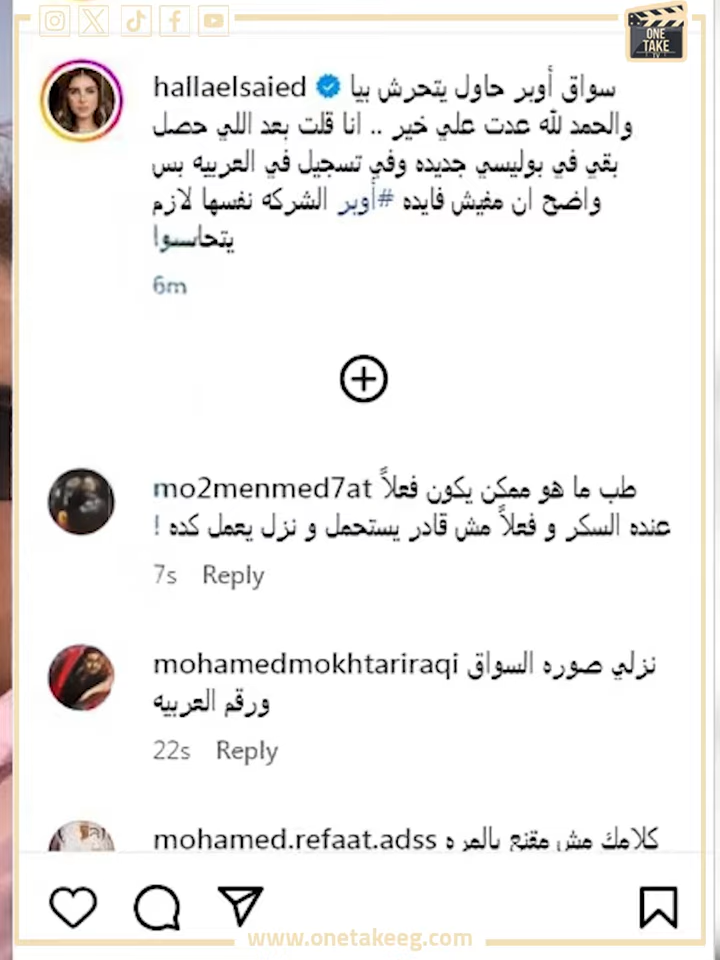 ONE
TAKE
TV
hallaelsaied سواق أوبر حاول يتحرش بيا
والحمد لله عدت علي خير .. انا قلت بعد اللي حصل
بقي في بوليسي جديده وفي تسجيل في العربيه بس
واضح ان مفيش فايده #أوبر الشركه نفسها لازم
يتحاسبوا
6m
mo2menmed7at طب ما هو ممكن يكون فعلاً
عنده السكر و فعلاً مش قادر يستحمل و نزل يعمل كده !
7s Reply
mohamedmokhtariraqi نزلي صوره السواق
ورقم العربيه
22s Reply
mohamed.refaat.adss كلامك مش مقنع بالمره و
www.onetakeeg.com